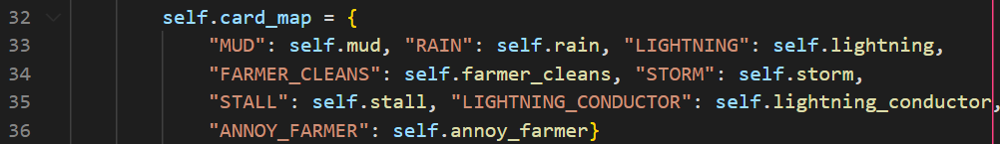 32 self.card_map = {
33 "MUD": self.mud, "RAIN": self.rain, "LIGHTNING": self.lightning,
34 "FARMER_CLEANS": self.farmer_cleans, "STORM": self.storm,
35 "STALL": self.stall, "LIGHTNING_CONDUCTOR": self.lightning_conductor,
36 "ANNOY_FARMER": self.annoy_farmer}